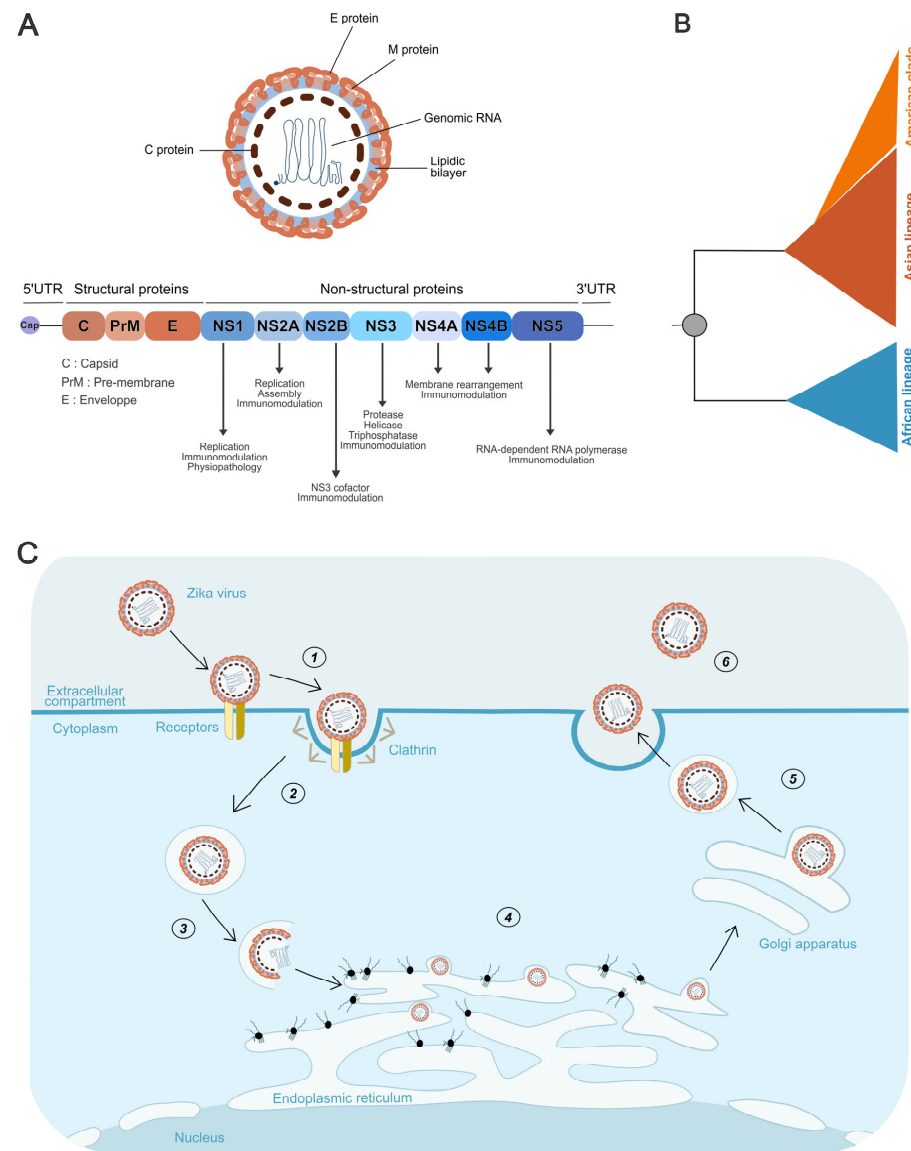 A
E protein
M protein
Genomic RNA
C protein
Lipidic
bilayer
5'UTR
Structural proteins
Non-structural proteins
3'UTR
Cap
C
PrM
E
NS1
NS2A
NS2B
NS3
NS4A
NS4B
NS5
C : Capsid
PrM : Pre-membrane
E : Enveloppe
Replication
Immunomodulation
Physiopathology
Replication
Assembly
Immunomodulation
NS3 cofactor
Immunomodulation
Protease
Helicase
Triphosphatase
Immunomodulation
Membrane rearrangement
Immunomodulation
RNA-dependent RNA polymerase
Immunomodulation
B
American clade
Asian lineage
African lineage
C
Zika virus
1
6
Extracellular
compartment
Cytoplasm
Receptors
Clathrin
2
5
3
4
Golgi apparatus
Endoplasmic reticulum
Nucleus